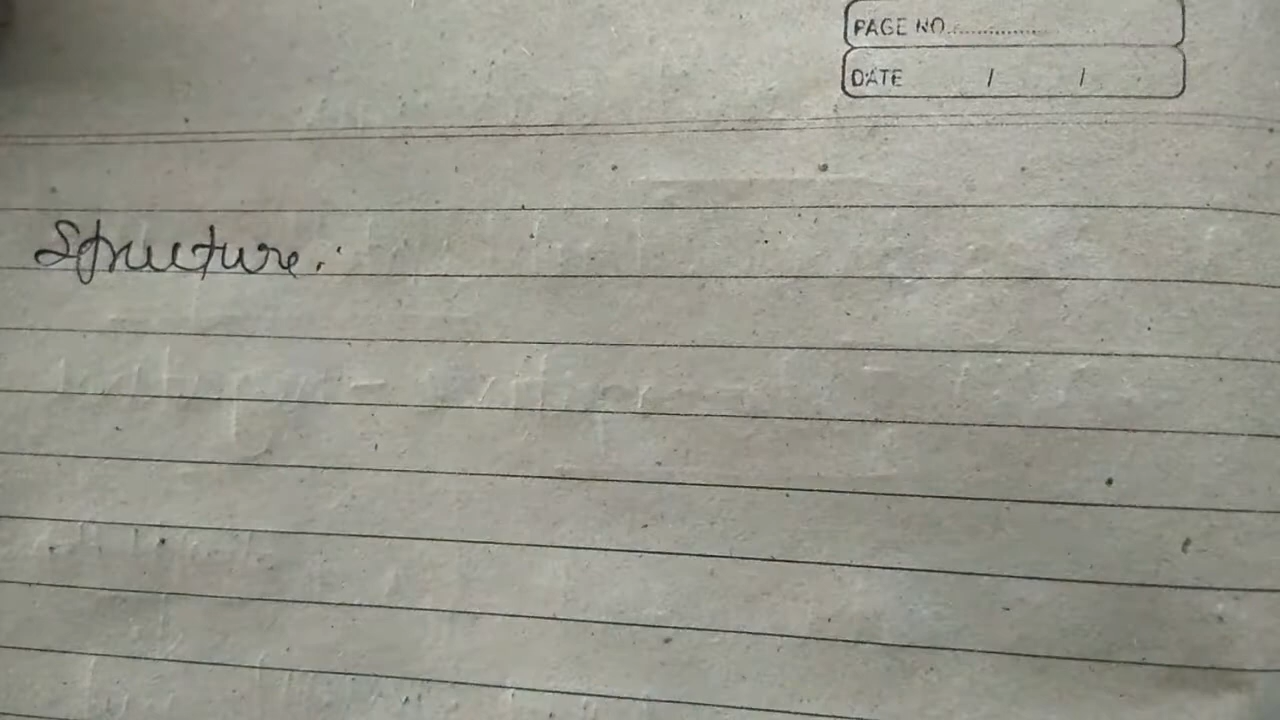 PAGE NO..................
DATE / /
Structure.